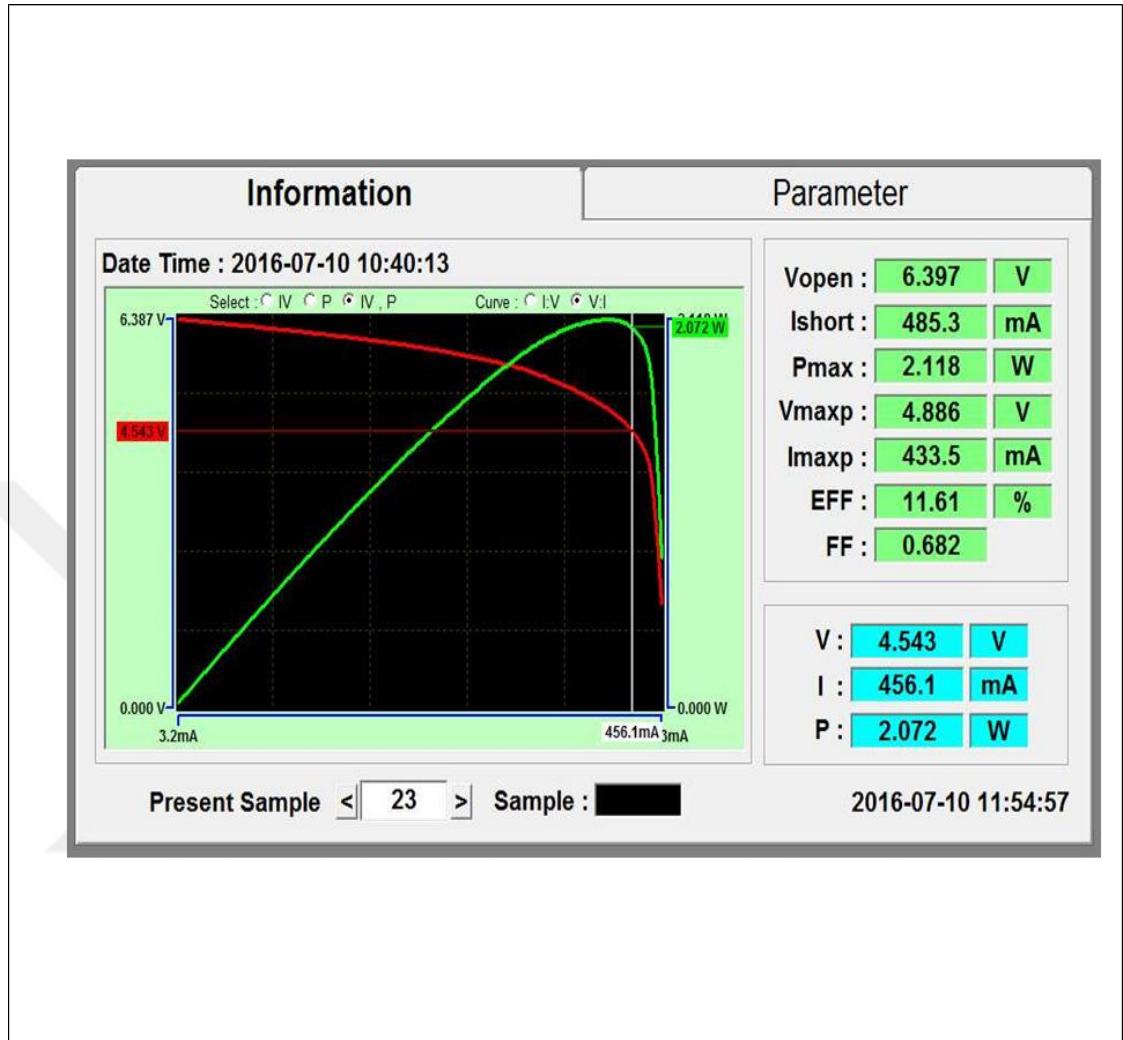 Information
Parameter
Date Time : 2016-07-10 10:40:13
Select : IV P IV , P Curve : I:V V:I
6.387 V
2.072 W
4.543 V
0.000 V
0.000 W
3.2mA
456.1mA
3mA
Vopen : 6.397 V
Ishort : 485.3 mA
Pmax : 2.118 W
Vmaxp : 4.886 V
Imaxp : 433.5 mA
EFF : 11.61 %
FF : 0.682
V : 4.543 V
I : 456.1 mA
P : 2.072 W
Present Sample < 23 > Sample :
2016-07-10 11:54:57